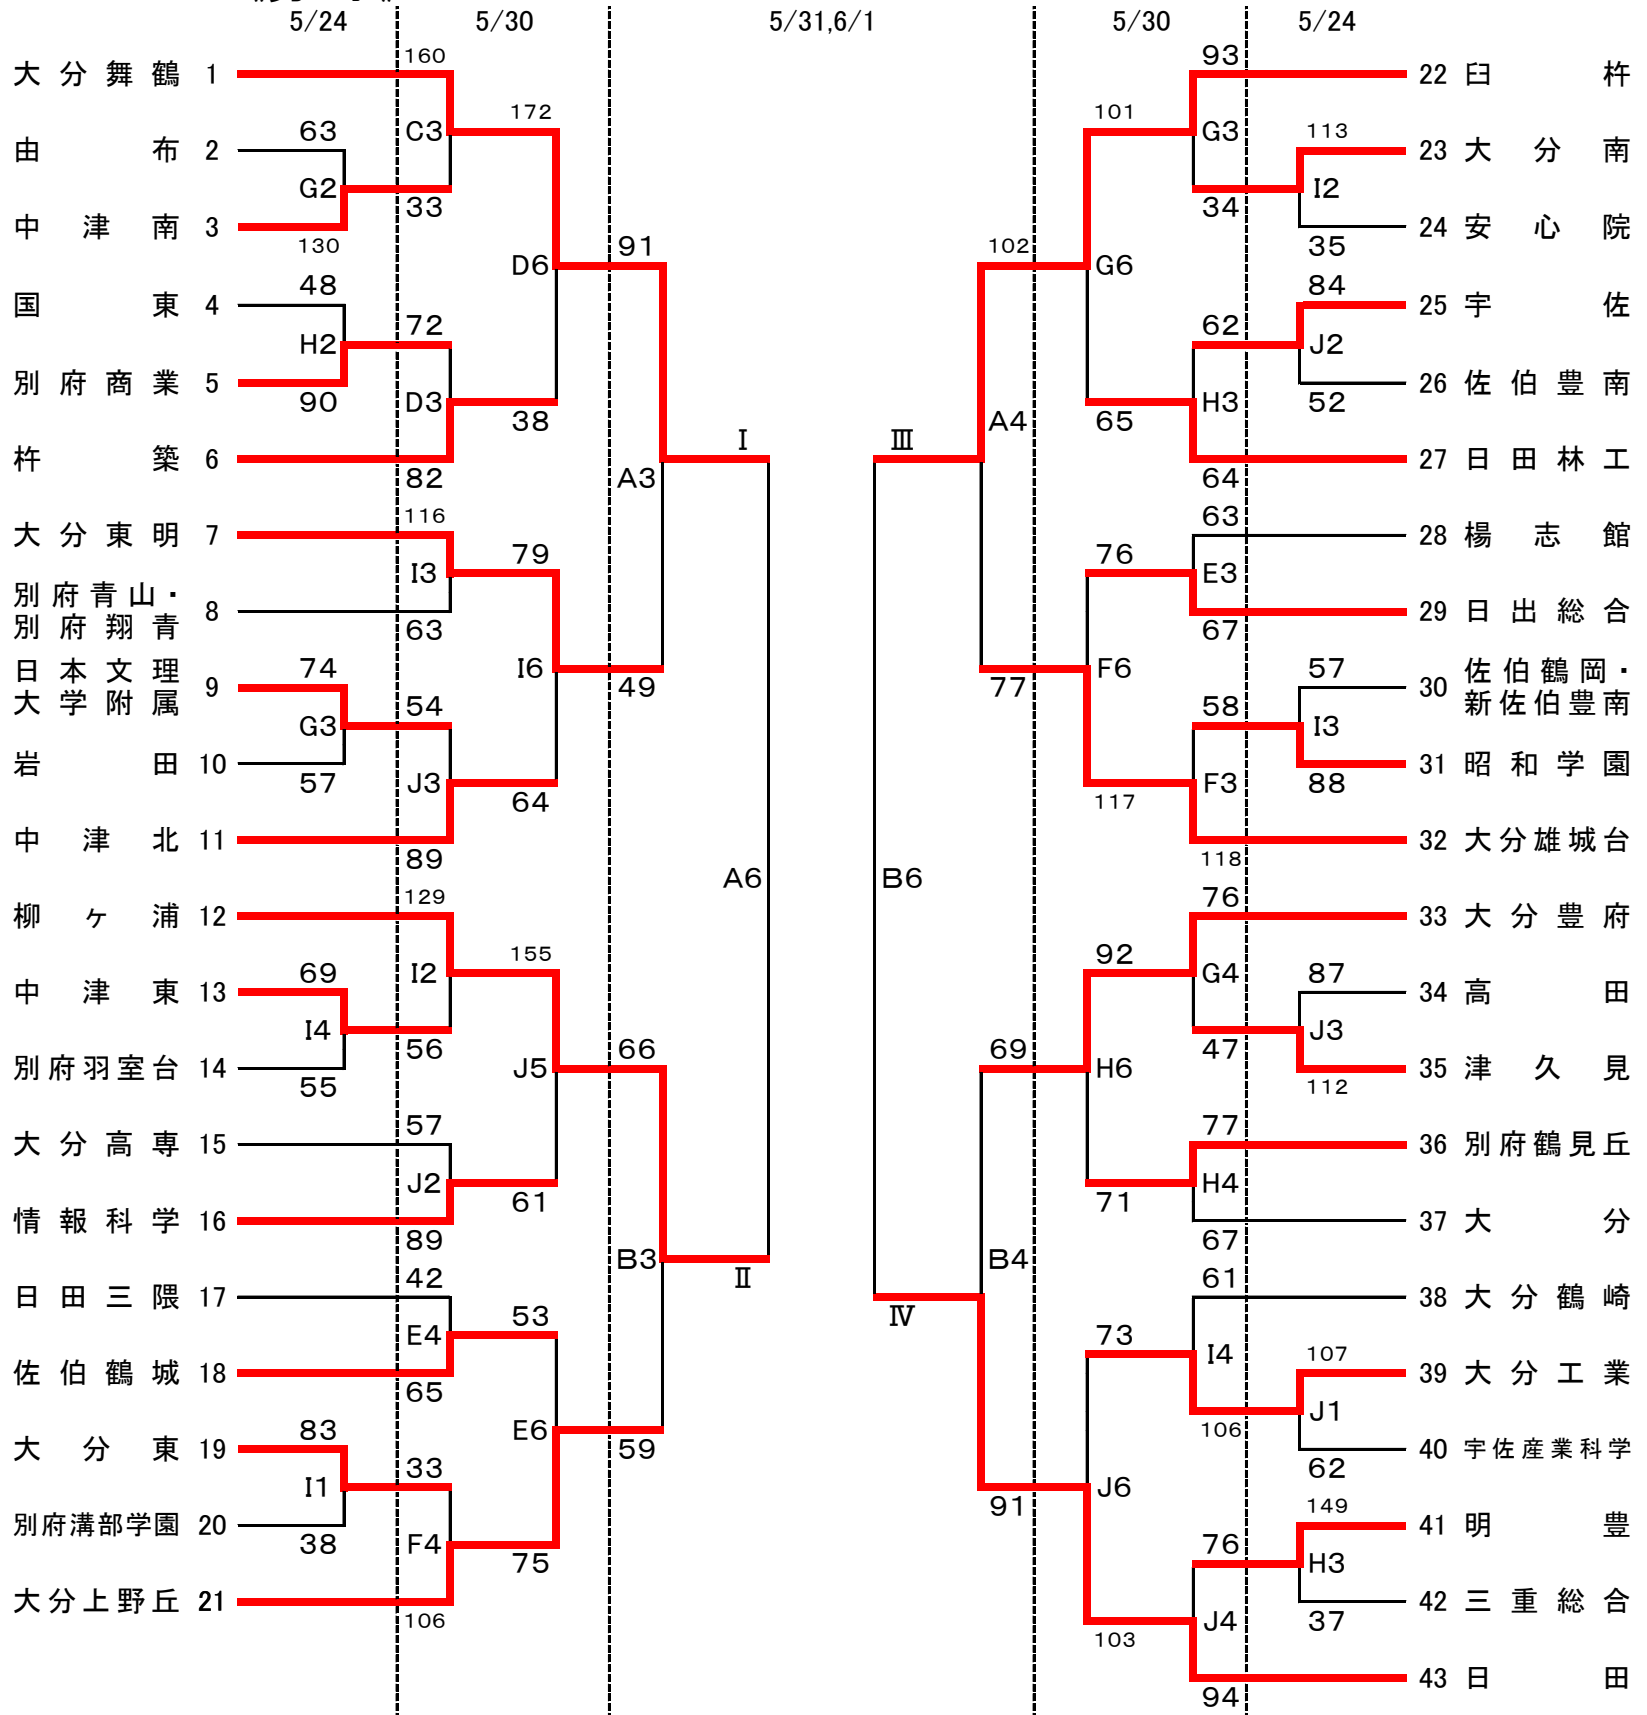 5/24 5/30 5/31,6/1 5/30 5/24
160 93
大分舞鶴 1 22 臼杵
172 101 113
63 C3 G3
由布 2 23 大分南
G2 I2
33 34
中津南 3 24 安心院
130 91 102 35
D6 G6
48 84
国東 4 25 宇佐
72 62
H2 J2
別府商業 5 26 佐伯豊南
90 D3 H3 52
38 A4 65
Ⅰ Ⅲ
杵築 6 27 日田林工
82 A3 64
116 63
大分東明 7 28 楊志館
79 76
I3 E3
別府青山・
別府翔青 8 29 日出総合
63 67
74 I6 F6 57
日本文理
大学附属 9 30 佐伯鶴岡・
新佐伯豊南
49 77
54 58
G3 I3
岩田 10 31 昭和学園
57 J3 F3 88
64 117
中津北 11 32 大分雄城台
89 118
A6 B6
129 76
柳ヶ浦 12 33 大分豊府
155 92
69 I2 G4 87
中津東 13 34 高田
I4 J3
56 66 69 47
別府羽室台 14 J5 H6 35 津久見
55 112
57 77
大分高専 15 36 別府鶴見丘
J2 H4
61 71
情報科学 16 37 大分
89 67
B3 B4
42 Ⅱ 61
日田三隈 17 38 大分鶴崎
53 Ⅳ 73
E4 I4
107
佐伯鶴城 18 39 大分工業
65 J1
83 E6 106
大分東 19 40 宇佐産業科学
59
33 62
I1 J6
91 149
別府溝部学園 20 41 明豊
38 F4 76
75 H3
大分上野丘 21 42 三重総合
106 J4 37
103
43 日田
94